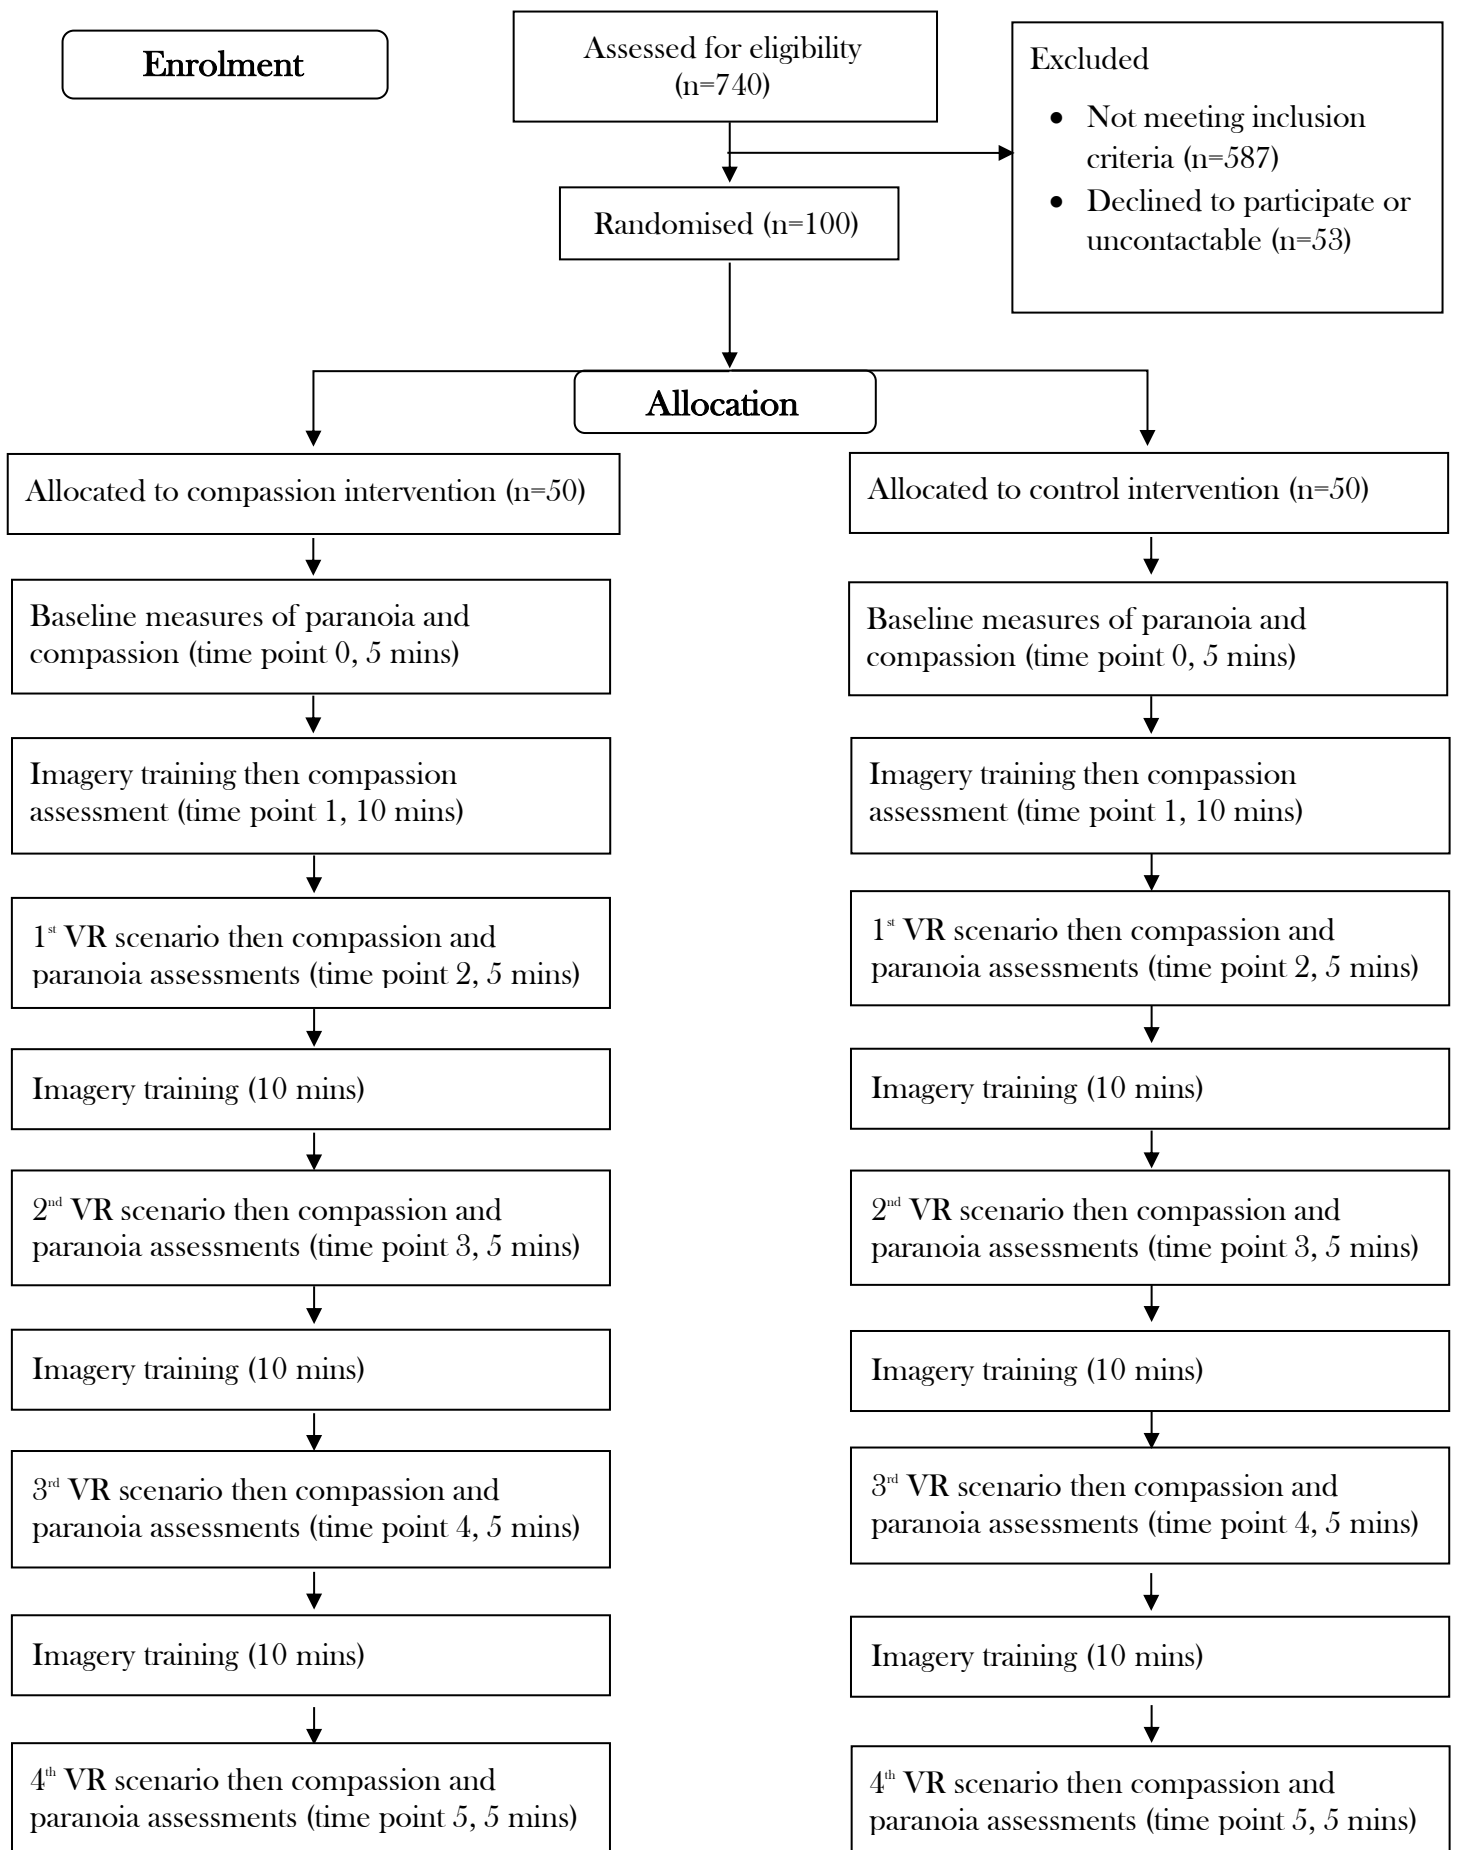 Enrolment
Assessed for eligibility
(n=740)
Excluded
• Not meeting inclusion
criteria (n=587)
• Declined to participate or
uncontactable (n=53)
Randomised (n=100)
Allocation
Allocated to compassion intervention (n=50)
Baseline measures of paranoia and
compassion (time point 0, 5 mins)
Imagery training then compassion
assessment (time point 1, 10 mins)
1st VR scenario then compassion and
paranoia assessments (time point 2, 5 mins)
Imagery training (10 mins)
2nd VR scenario then compassion and
paranoia assessments (time point 3, 5 mins)
Imagery training (10 mins)
3rd VR scenario then compassion and
paranoia assessments (time point 4, 5 mins)
Imagery training (10 mins)
4th VR scenario then compassion and
paranoia assessments (time point 5, 5 mins)
Allocated to control intervention (n=50)
Baseline measures of paranoia and
compassion (time point 0, 5 mins)
Imagery training then compassion
assessment (time point 1, 10 mins)
1st VR scenario then compassion and
paranoia assessments (time point 2, 5 mins)
Imagery training (10 mins)
2nd VR scenario then compassion and
paranoia assessments (time point 3, 5 mins)
Imagery training (10 mins)
3rd VR scenario then compassion and
paranoia assessments (time point 4, 5 mins)
Imagery training (10 mins)
4th VR scenario then compassion and
paranoia assessments (time point 5, 5 mins)